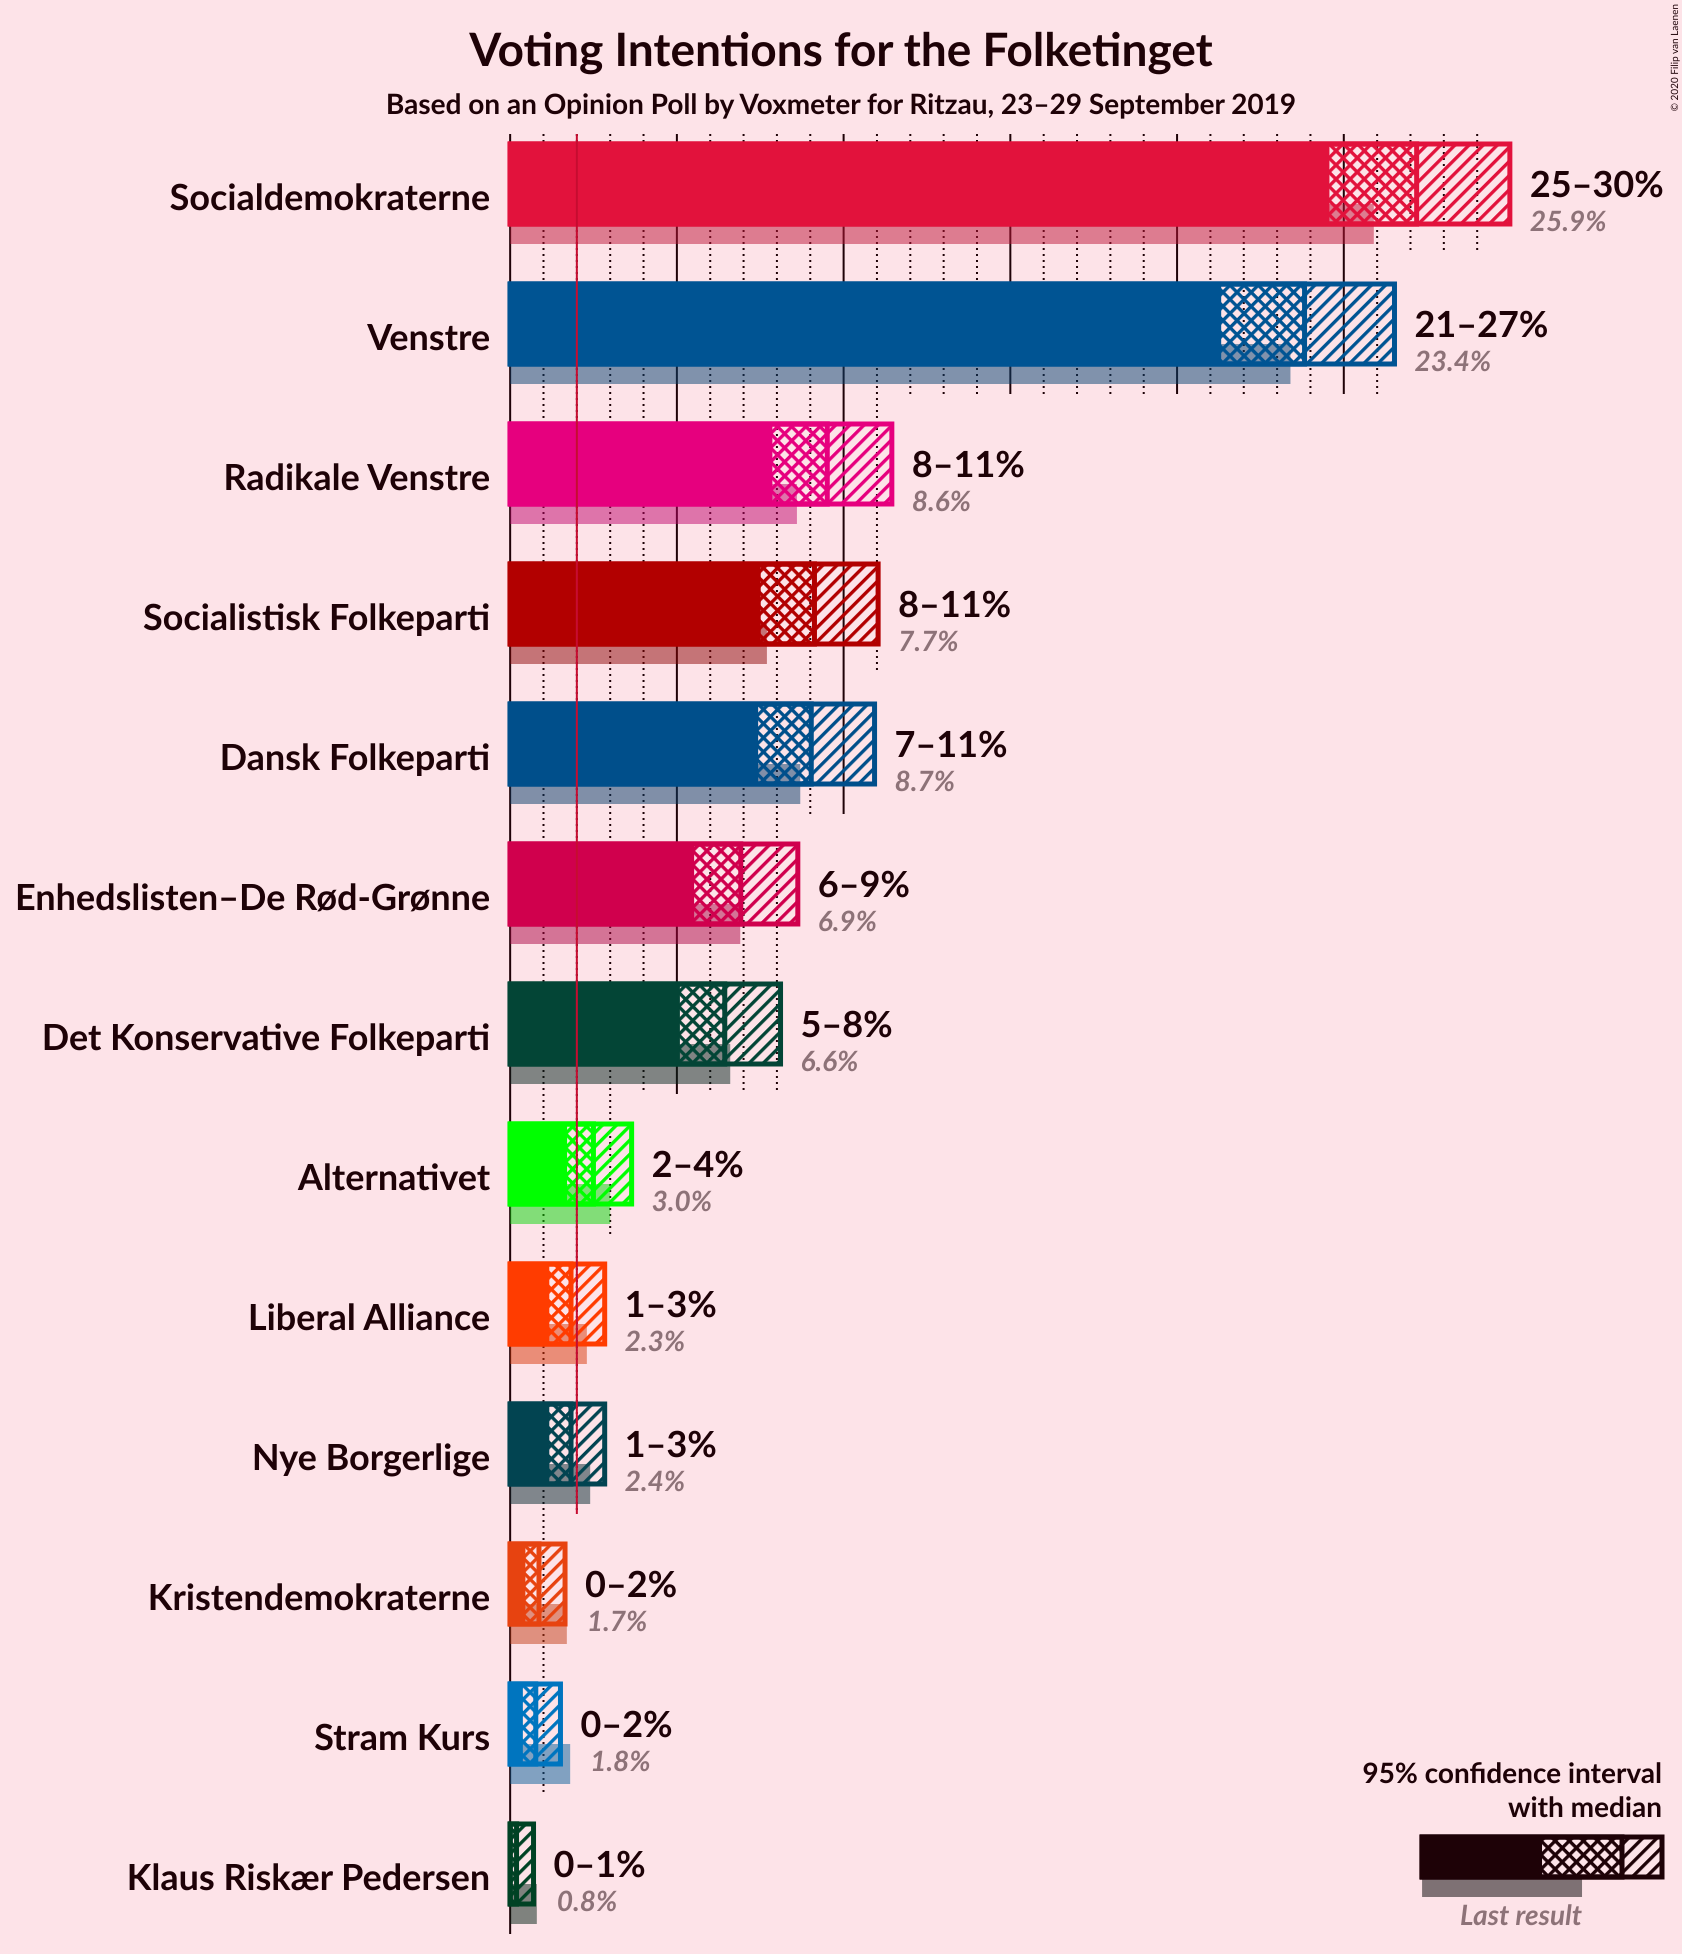 Voting Intentions for the Folketinget
Based on an Opinion Poll by Voxmeter for Ritzau, 23–29 September 2019
© 2020 Filip van Laenen
Socialdemokraterne
25–30%
25.9%
Venstre
21–27%
23.4%
Radikale Venstre
8–11%
8.6%
Socialistisk Folkeparti
8–11%
7.7%
Dansk Folkeparti
7–11%
8.7%
Enhedslisten–De Rød-Grønne
6–9%
6.9%
Det Konservative Folkeparti
5–8%
6.6%
Alternativet
2–4%
3.0%
Liberal Alliance
1–3%
2.3%
Nye Borgerlige
1–3%
2.4%
Kristendemokraterne
0–2%
1.7%
Stram Kurs
0–2%
1.8%
Klaus Riskær Pedersen
0–1%
0.8%
95% confidence interval
with median
Last result